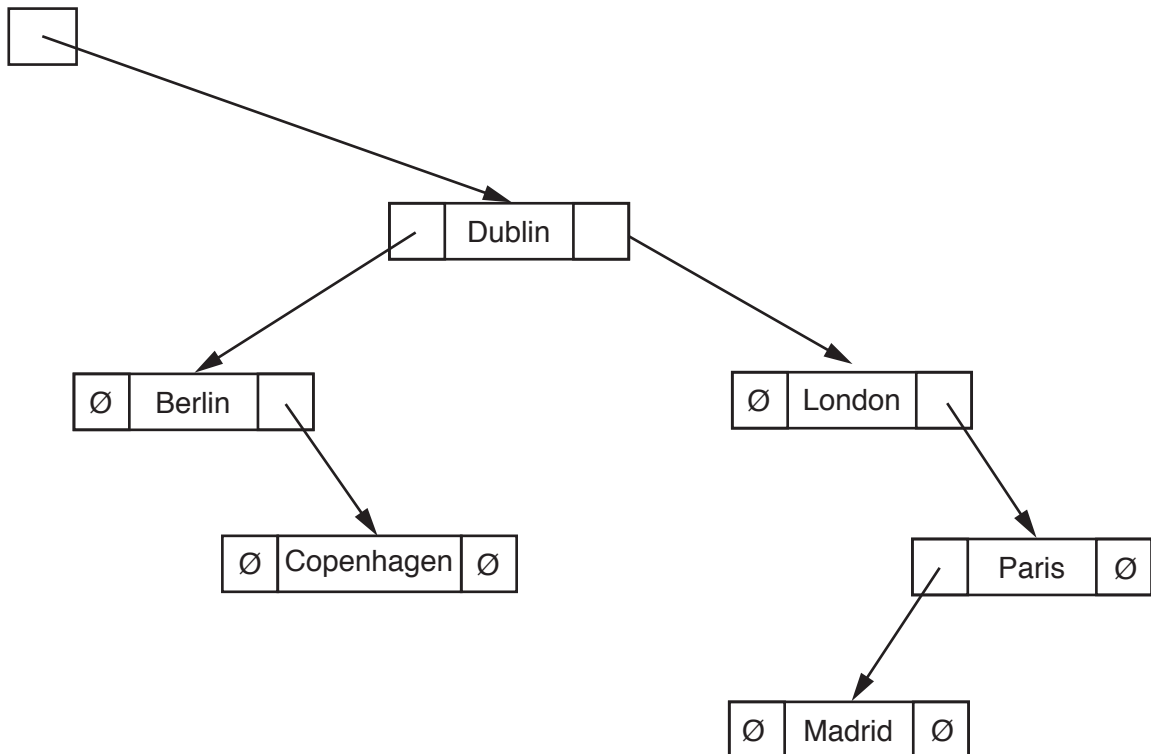 Dublin
Ø Berlin
Ø London
Ø Copenhagen Ø
Paris Ø
Ø Madrid Ø